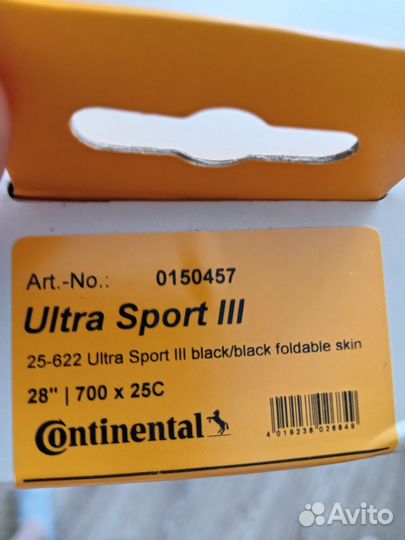 Art.-No.: 0150457
Ultra Sport III
25-622 Ultra Sport III black/black foldable skin
28" | 700 x 25C
Continental
4 019238 026849
Avito